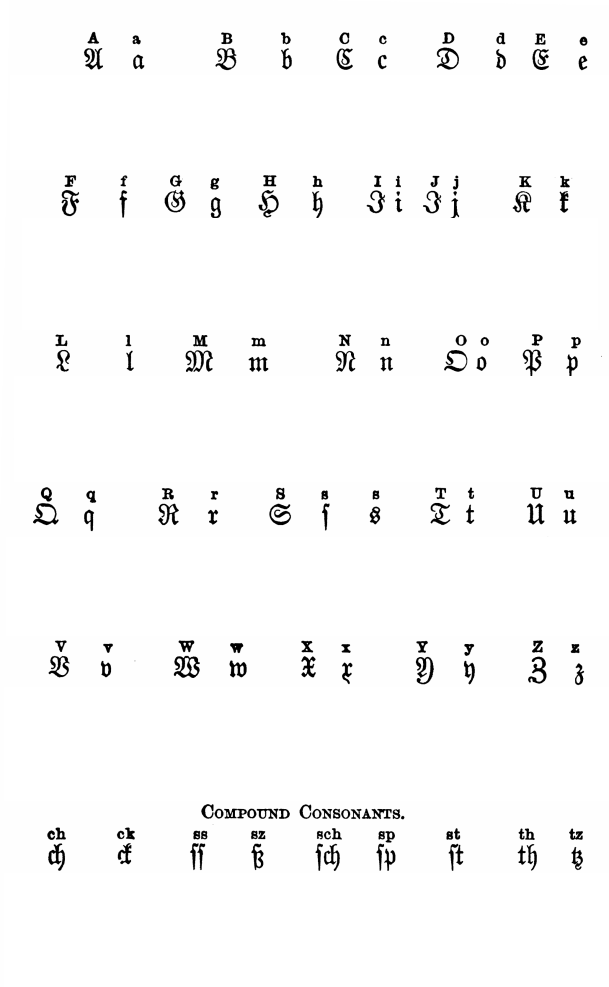 A a B b C c D d E e
𝔄 𝔞 𝔅 𝔟 ℭ 𝔠 𝔇 𝔡 𝔈 𝔢
F f G g H h I i J j K k
𝔉 𝔣 𝔊 𝔤 ℌ 𝔥 ℑ 𝔦 𝔍 𝔧 𝔎 𝔨
L l M m N n O o P p
𝔏 𝔩 𝔐 𝔪 𝔑 𝔫 𝔒 𝔬 𝔓 𝔭
Q q R r S s s T t U u
𝔔 𝔮 ℜ 𝔯 𝔖 ſ 𝔰 𝔗 𝔱 𝔘 𝔲
V v W w X x Y y Z z
𝔙 𝔳 𝔚 𝔴 𝔛 𝔵 𝔜 𝔶 ℨ 𝔷
COMPOUND CONSONANTS.
ch ck ss sz sch sp st th tz
𝔠𝔥 𝔠𝔨 ſſ ß ſ𝔠𝔥 ſ𝔭 ſ𝔱 𝔱𝔥 𝔱𝔷